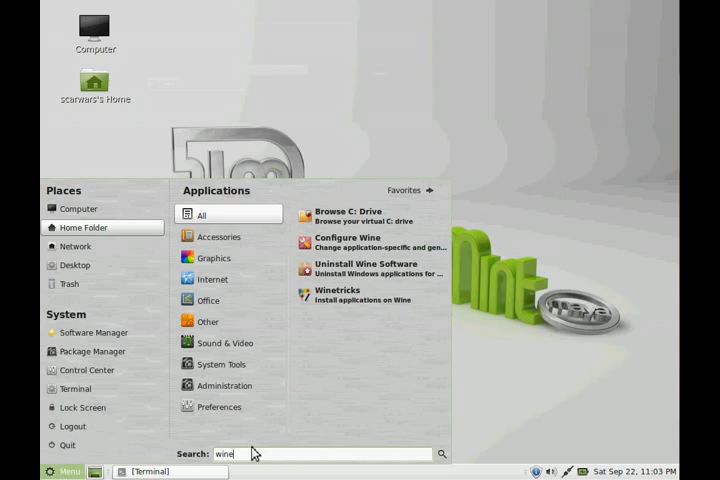 Computer
scarwars's Home
Places
Computer
Home Folder
Network
Desktop
Trash
System
Software Manager
Package Manager
Control Center
Terminal
Lock Screen
Logout
Quit
Applications
Favorites
All
Accessories
Graphics
Internet
Office
Other
Sound & Video
System Tools
Administration
Preferences
Browse C: Drive
Browse your virtual C: drive
Configure Wine
Change application-specific and gen...
Uninstall Wine Software
Uninstall Windows applications for ...
Winetricks
Install applications on Wine
Search: wine
Mint
maya
Menu
[Terminal]
Sat Sep 22, 11:03 PM